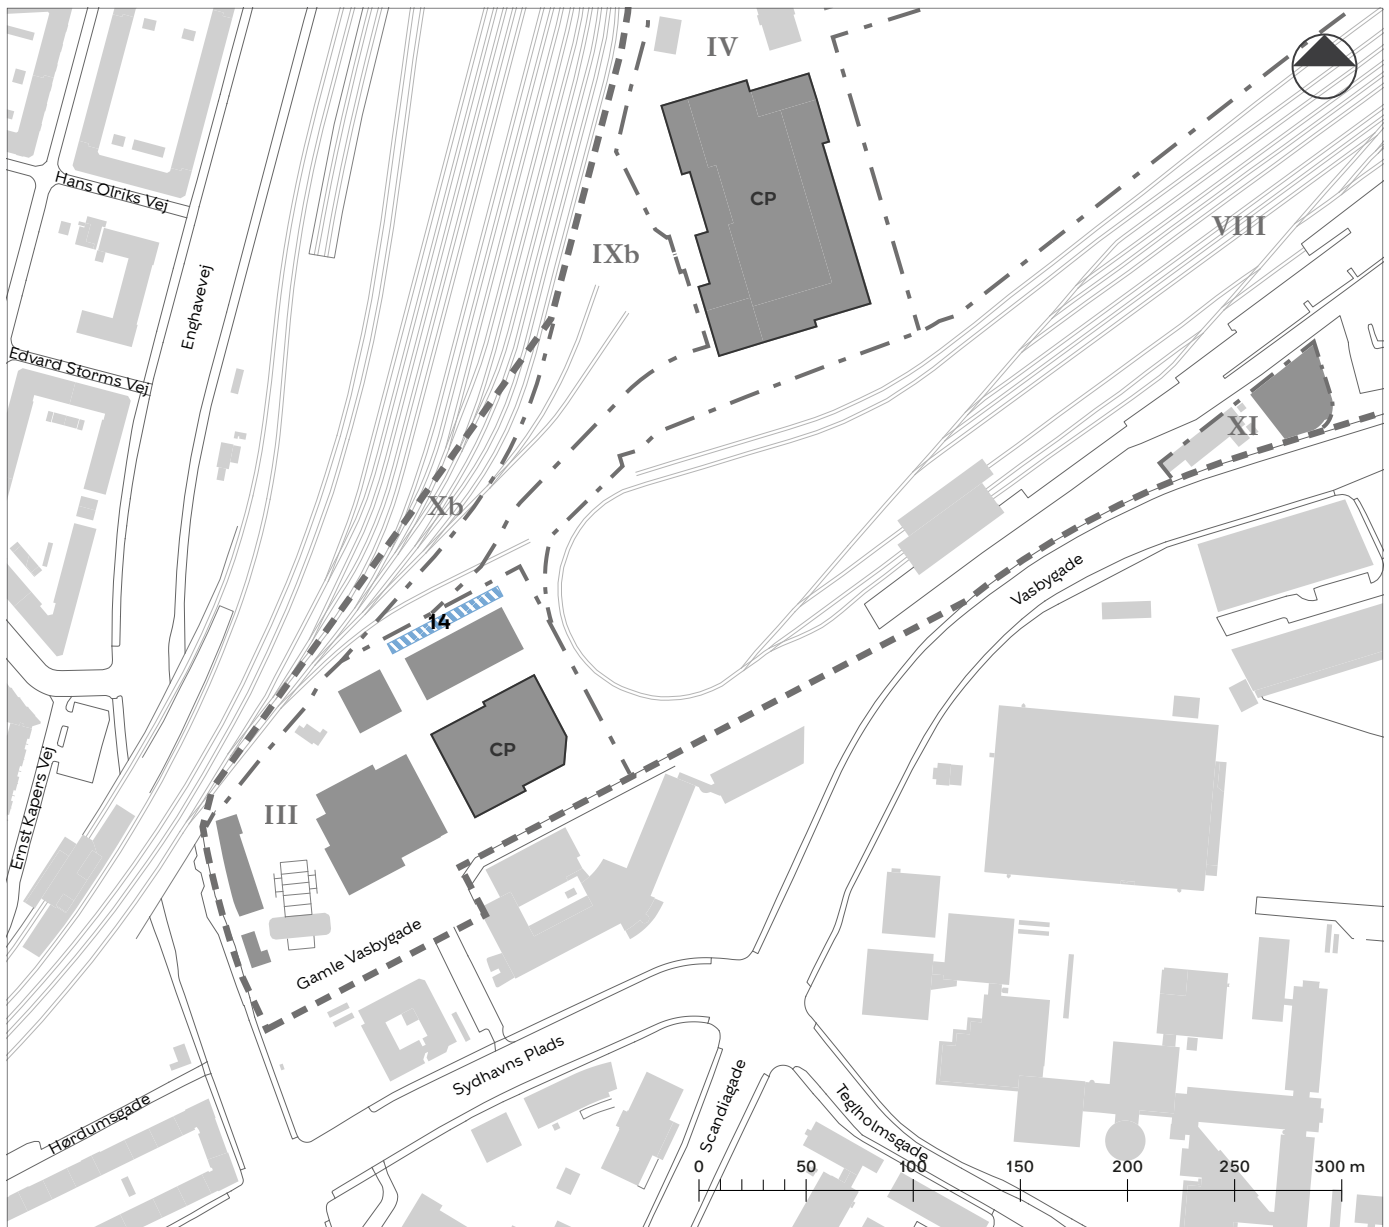 IV
Hans Olriks Vej
CP
VIII
IXb
Enghavevej
Edvard Storms Vej
XI
Xb
Vasbygade
14
CP
Ernst Kapers Vej
III
Gamle Vasbygade
Sydhavns Plads
Scandiagade
Teglholmsgade
Hørdumsgade
0 50 100 150 200 250 300 m